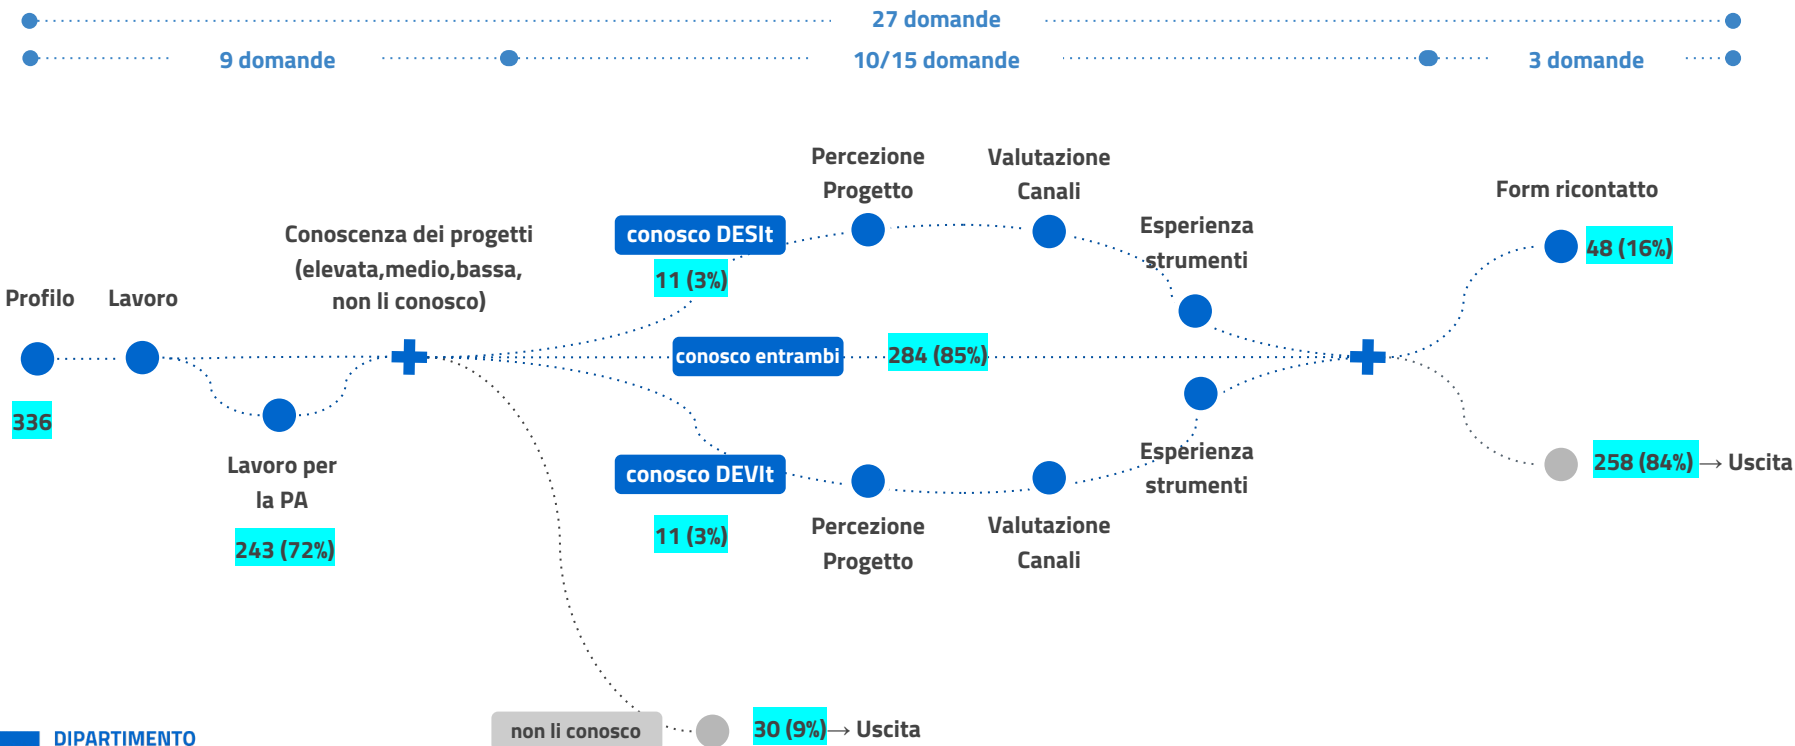 27 domande
9 domande
10/15 domande
3 domande
Percezione
Progetto
Valutazione
Canali
Form ricontatto
48 (16%)
Conoscenza dei progetti
(elevata,medio,bassa,
non li conosco)
conosco DESIt
11 (3%)
Esperienza
strumenti
Profilo
Lavoro
336
conosco entrambi
284 (85%)
Lavoro per
la PA
243 (72%)
conosco DEVIt
11 (3%)
Esperienza
strumenti
Percezione
Progetto
Valutazione
Canali
258 (84%) → Uscita
non li conosco
30 (9%) → Uscita
DIPARTIMENTO